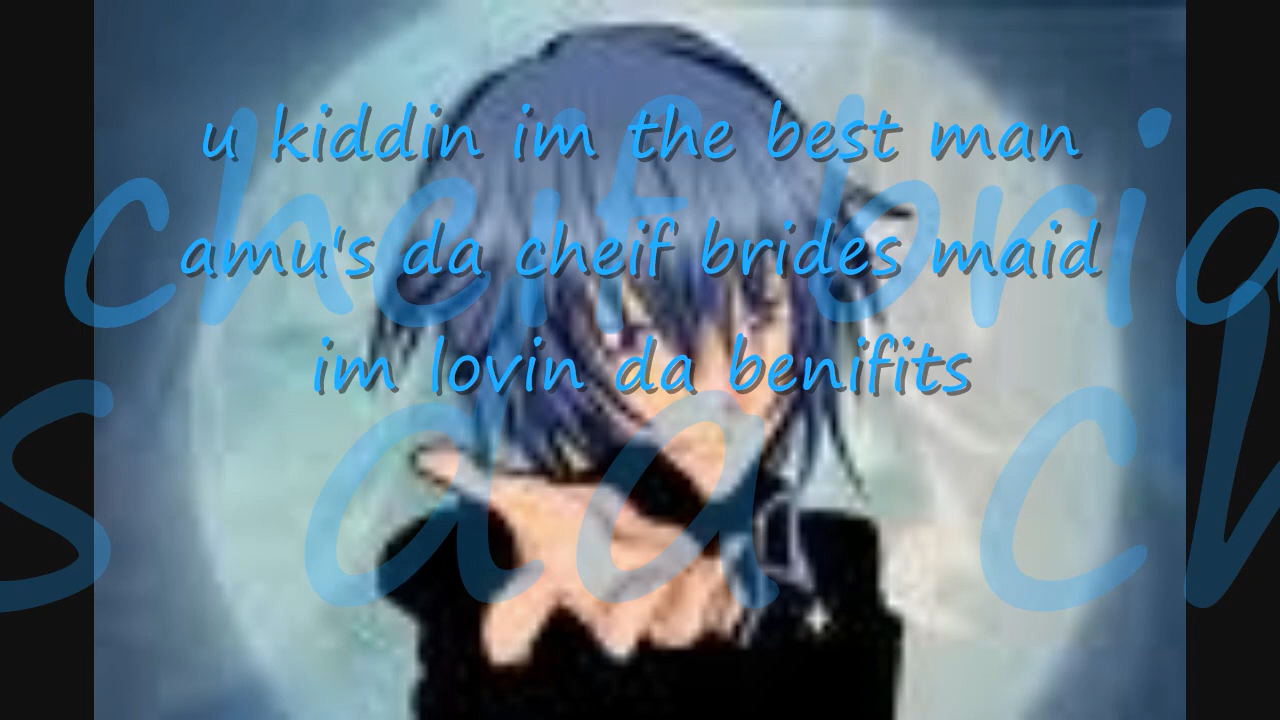 u kiddin im the best man
amu's da cheif brides maid
im lovin da benifits